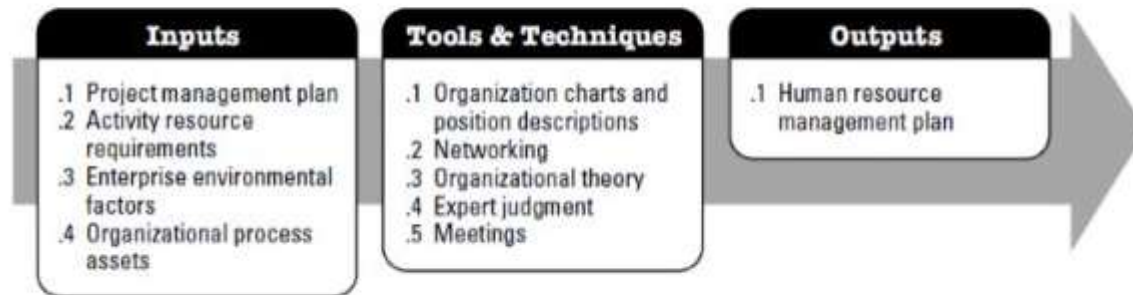 Inputs
.1 Project management plan
.2 Activity resource
requirements
.3 Enterprise environmental
factors
.4 Organizational process
assets
Tools & Techniques
.1 Organization charts and
position descriptions
.2 Networking
.3 Organizational theory
.4 Expert judgment
.5 Meetings
Outputs
.1 Human resource
management plan